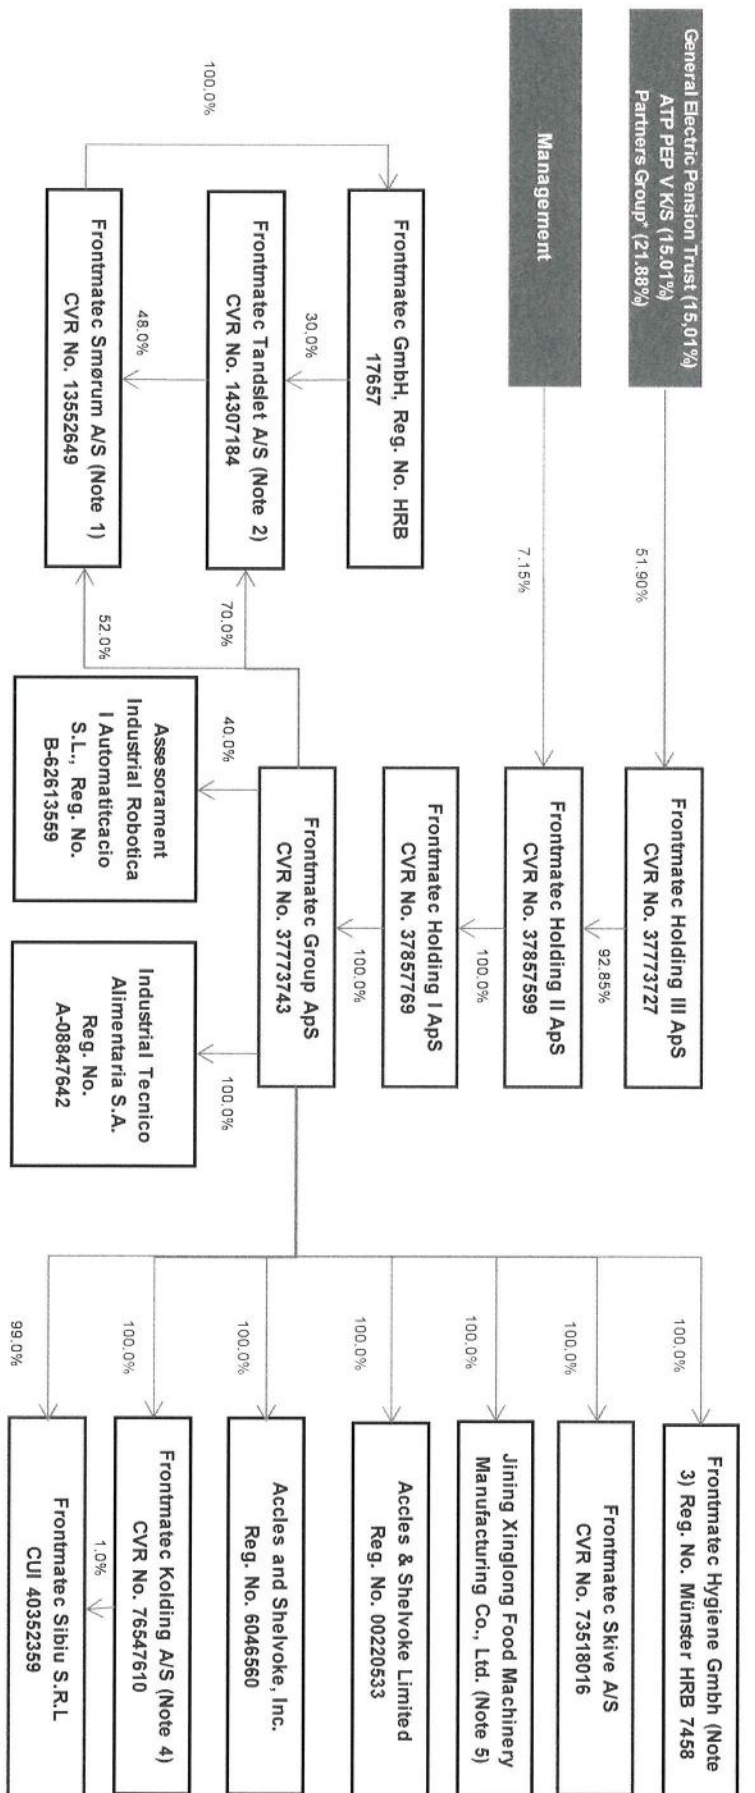 General Electric Pension Trust (15,01%)
ATP PEP V K/S (15.01%)
Partners Group* (21.88%)
51.90%
Frontmatec Holding III ApS
CVR No. 37773727
92.85%
Management
7.15%
Frontmatec Holding II ApS
CVR No. 37857599
100.0%
Frontmatec Holding I ApS
CVR No. 37857769
100.0%
Frontmatec Group ApS
CVR No. 37773743
100.0%
Frontmatec GmbH, Reg. No. HRB
17657
30.0%
Frontmatec Tandslet A/S (Note 2)
CVR No. 14307184
70.0%
48.0%
Frontmatec Smørum A/S (Note 1)
CVR No. 13552649
52.0%
40.0%
Assesorament
Industrial Robotica
I Automatitcacio
S.L., Reg. No.
B-62613559
100.0%
Industrial Tecnico
Alimentaria S.A.
Reg. No.
A-08847642
100.0%
Frontmatec Hygiene Gmbh (Note
3) Reg. No. Münster HRB 7458
100.0%
Frontmatec Skive A/S
CVR No. 73518016
100.0%
Jining Xinglong Food Machinery
Manufacturing Co., Ltd. (Note 5)
100.0%
Accles & Shelvoke Limited
Reg. No. 00220533
100.0%
Accles and Shelvoke, Inc.
Reg. No. 6046560
100.0%
Frontmatec Kolding A/S (Note 4)
CVR No. 76547610
1.0%
99.0%
Frontmatec Sibiu S.R.L
CUI 40352359